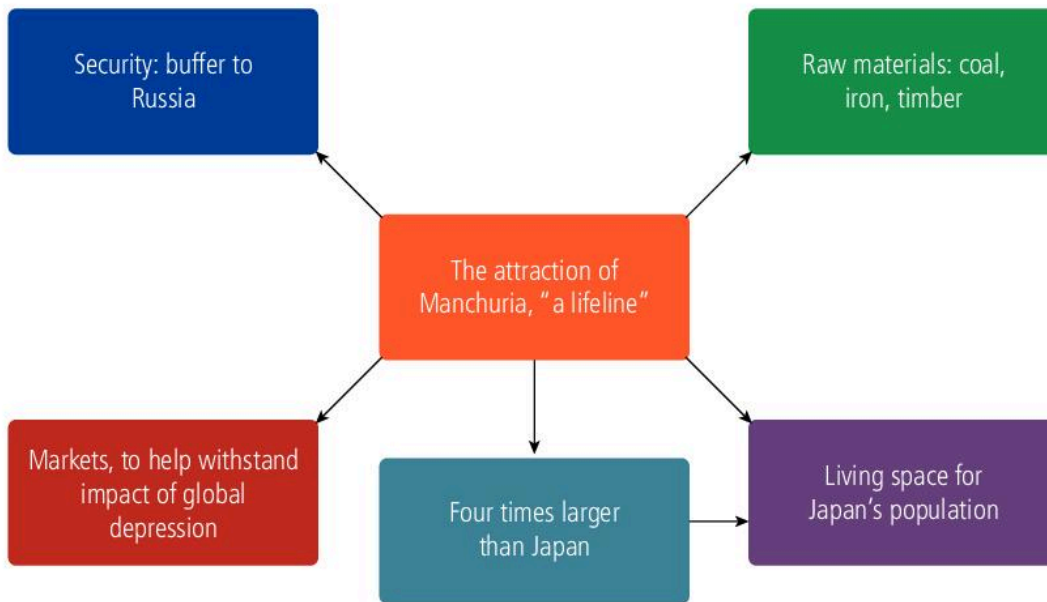 Security: buffer to
Russia
Raw materials: coal,
iron, timber
The attraction of
Manchuria, “a lifeline”
Markets, to help withstand
impact of global
depression
Four times larger
than Japan
Living space for
Japan’s population